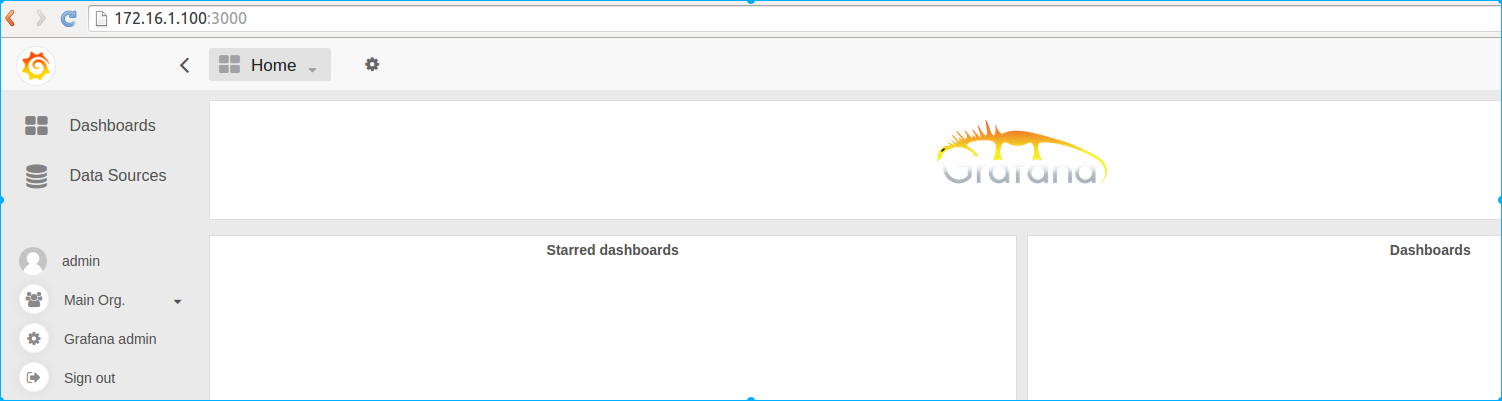 172.16.1.100:3000
Home
Dashboards
Data Sources
Grafana
Starred dashboards
Dashboards
admin
Main Org.
Grafana admin
Sign out